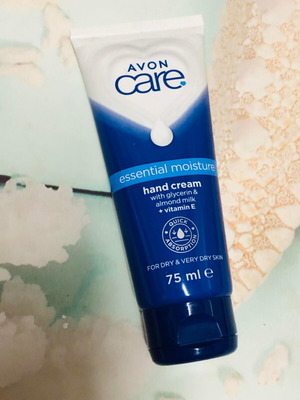 AVON
care
essential moisture
hand cream
with glycerin &
almond milk
+ vitamin E
QUICK
ABSORPTION
FOR DRY & VERY DRY SKIN
75 ml e